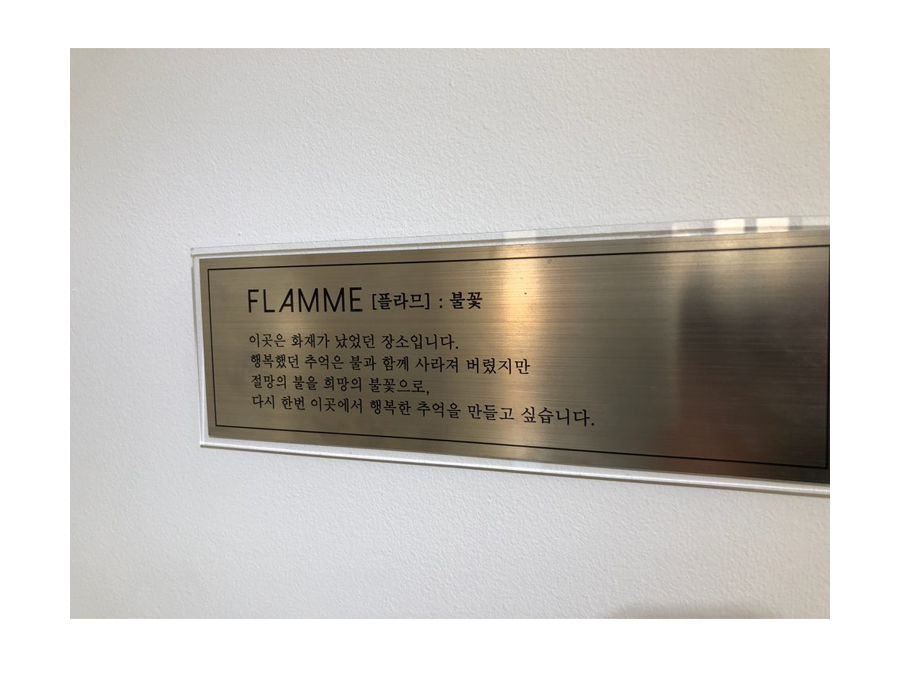 FLAMME [플라므] : 불꽃
이곳은 화재가 났었던 장소입니다.
행복했던 추억은 불과 함께 사라져 버렸지만
절망의 불을 희망의 불꽃으로,
다시 한번 이곳에서 행복한 추억을 만들고 싶습니다.